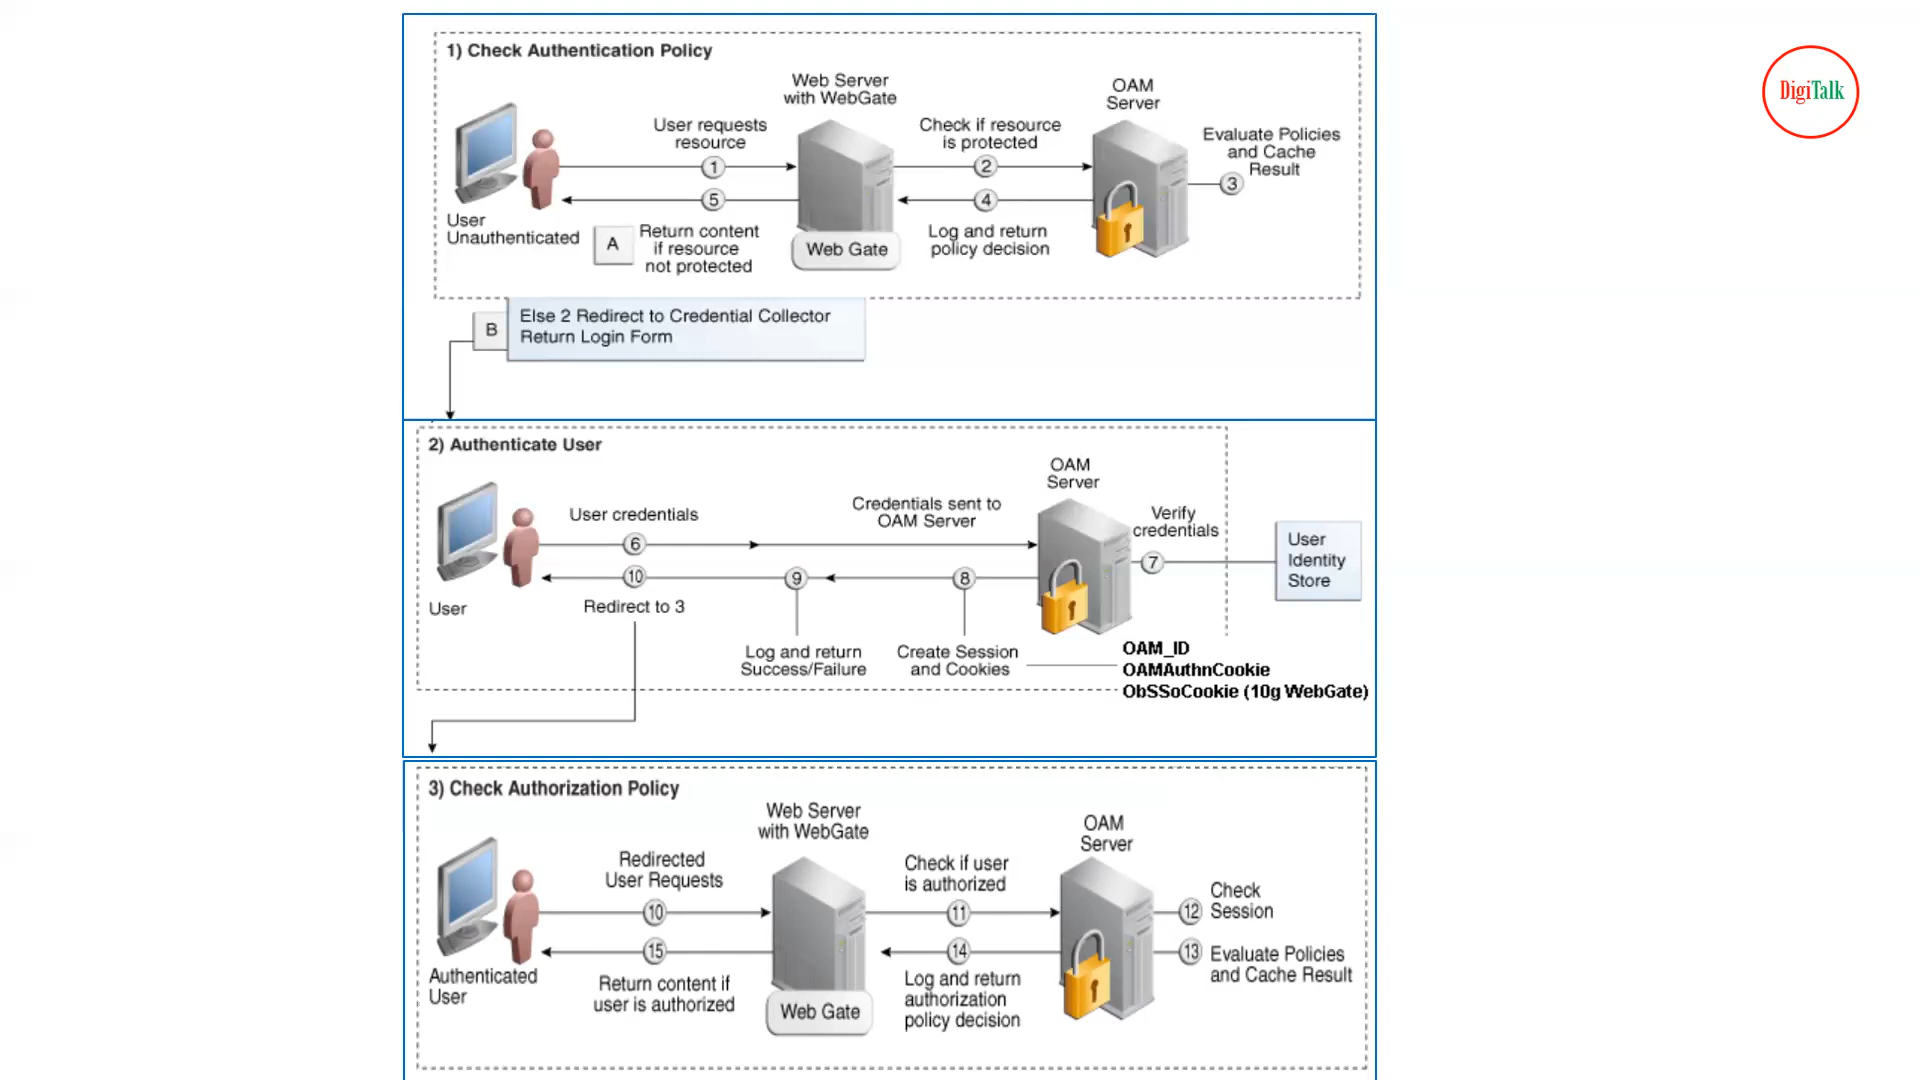 1) Check Authentication Policy
DigiTalk
Web Server
with WebGate
OAM
Server
User requests
resource
Check if resource
is protected
Evaluate Policies
and Cache
Result
1
2
3
5
4
User
Unauthenticated
A
Return content
if resource
not protected
Web Gate
Log and return
policy decision
B
Else 2 Redirect to Credential Collector
Return Login Form
2) Authenticate User
OAM
Server
User credentials
Credentials sent to
OAM Server
Verify
credentials
User
Identity
Store
6
7
10
9
8
User
Redirect to 3
Log and return
Success/Failure
Create Session
and Cookies
OAM_ID
OAMAuthnCookie
ObSSoCookie (10g WebGate)
3) Check Authorization Policy
Web Server
with WebGate
OAM
Server
Redirected
User Requests
Check if user
is authorized
Check
Session
10
11
12
15
14
13
Evaluate Policies
and Cache Result
Authenticated
User
Return content if
user is authorized
Web Gate
Log and return
authorization
policy decision